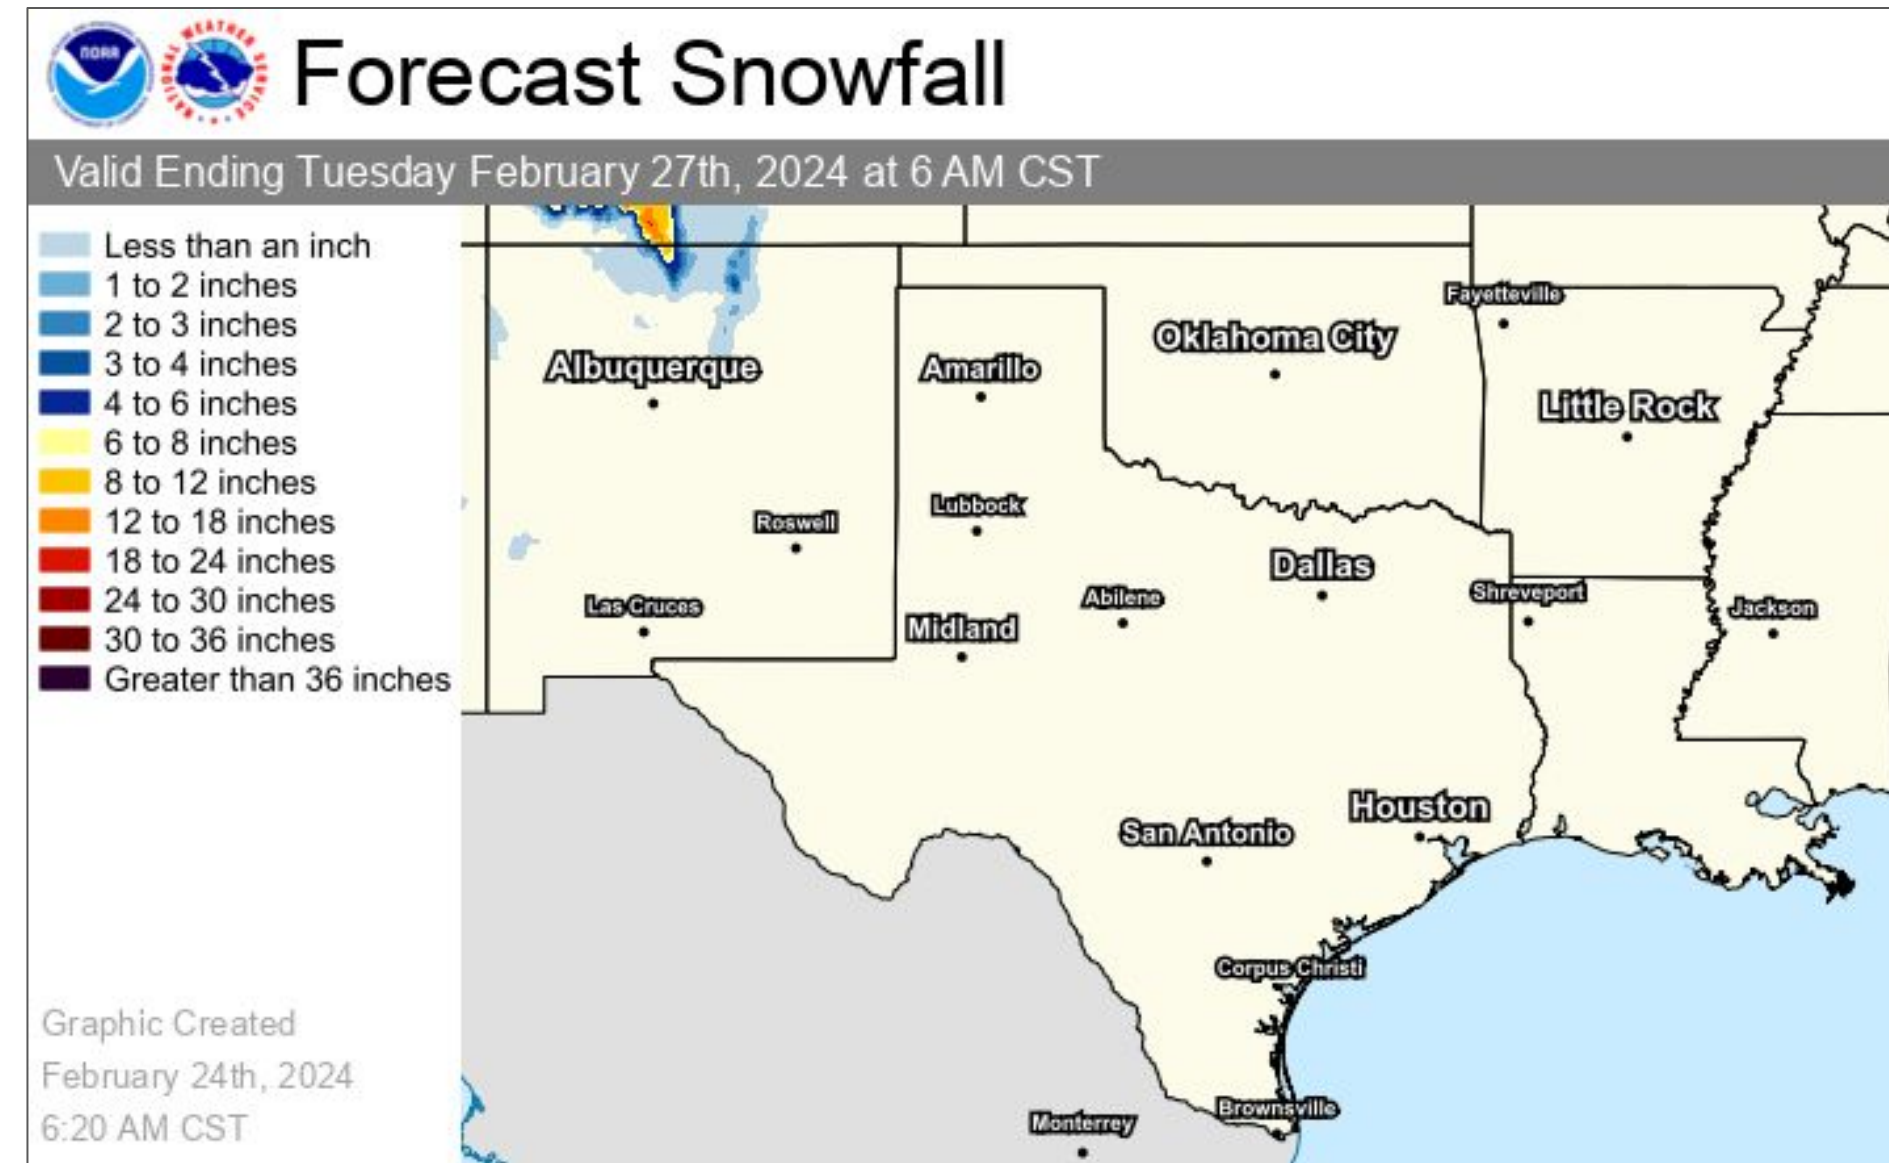 NOAA
NATIONAL WEATHER SERVICE
Forecast Snowfall
Valid Ending Tuesday February 27th, 2024 at 6 AM CST
Less than an inch
1 to 2 inches
2 to 3 inches
3 to 4 inches
4 to 6 inches
6 to 8 inches
8 to 12 inches
12 to 18 inches
18 to 24 inches
24 to 30 inches
30 to 36 inches
Greater than 36 inches
Fayetteville
Oklahoma City
Albuquerque
Amarillo
Little Rock
Lubbock
Roswell
Dallas
Shreveport
Abilene
Las Cruces
Jackson
Midland
Houston
San Antonio
Corpus Christi
Brownsville
Monterrey
Graphic Created
February 24th, 2024
6:20 AM CST